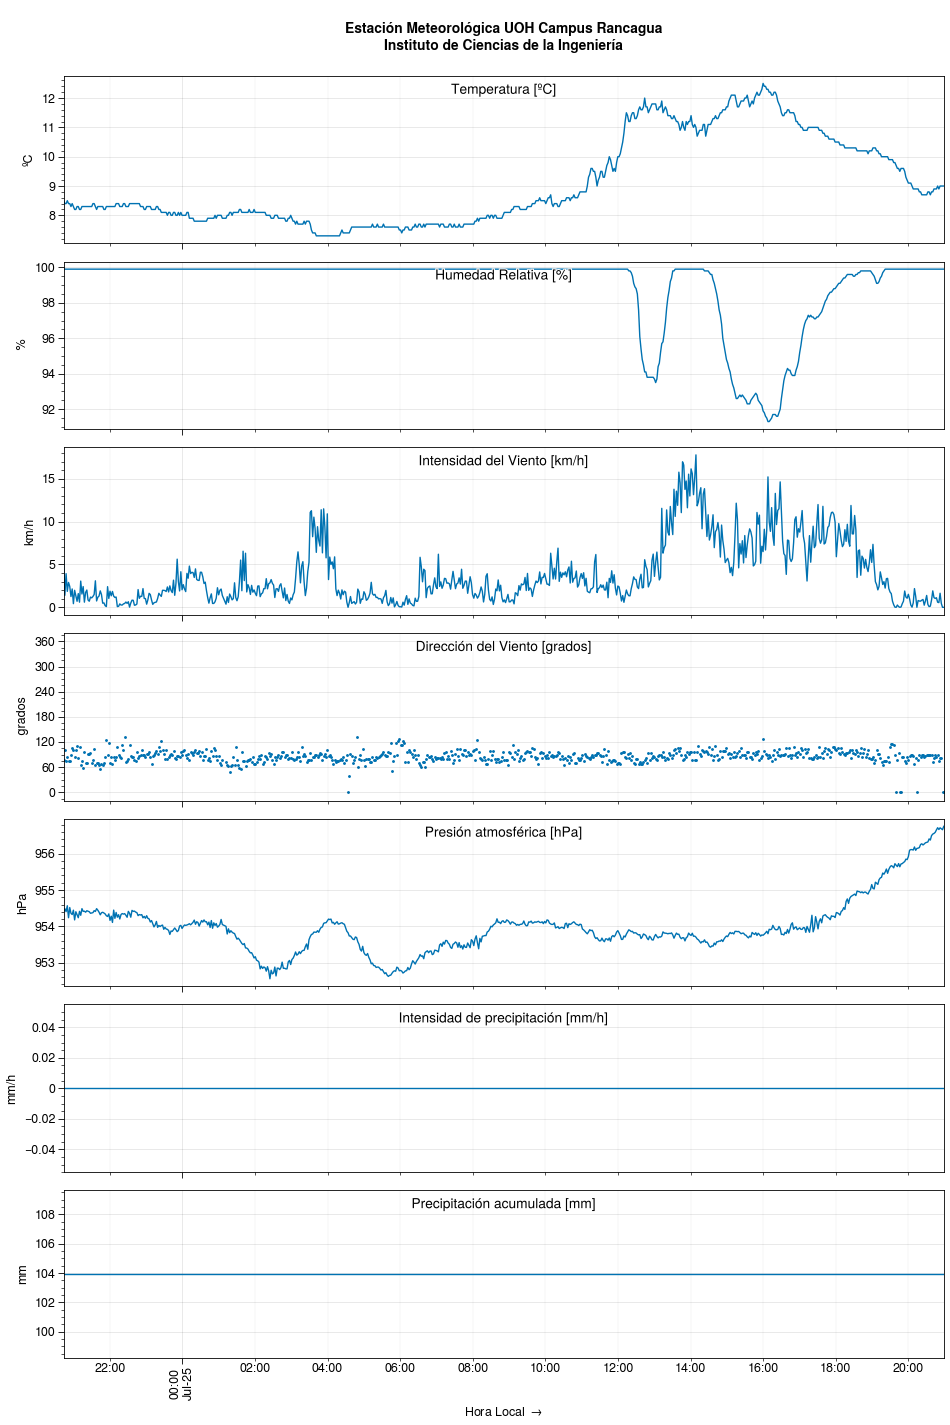 Estación Meteorológica UOH Campus Rancagua
Instituto de Ciencias de la Ingeniería
Temperatura [ºC]
ºC
12
11
10
9
8
Humedad Relativa [%]
%
100
98
96
94
92
Intensidad del Viento [km/h]
km/h
15
10
5
0
Dirección del Viento [grados]
grados
360
300
240
180
120
60
0
Presión atmosférica [hPa]
hPa
956
955
954
953
Intensidad de precipitación [mm/h]
mm/h
0.04
0.02
0
−0.02
−0.04
Precipitación acumulada [mm]
mm
108
106
104
102
100
22:00
00:00
Jul-25
02:00
04:00
06:00
08:00
10:00
12:00
14:00
16:00
18:00
20:00
Hora Local →